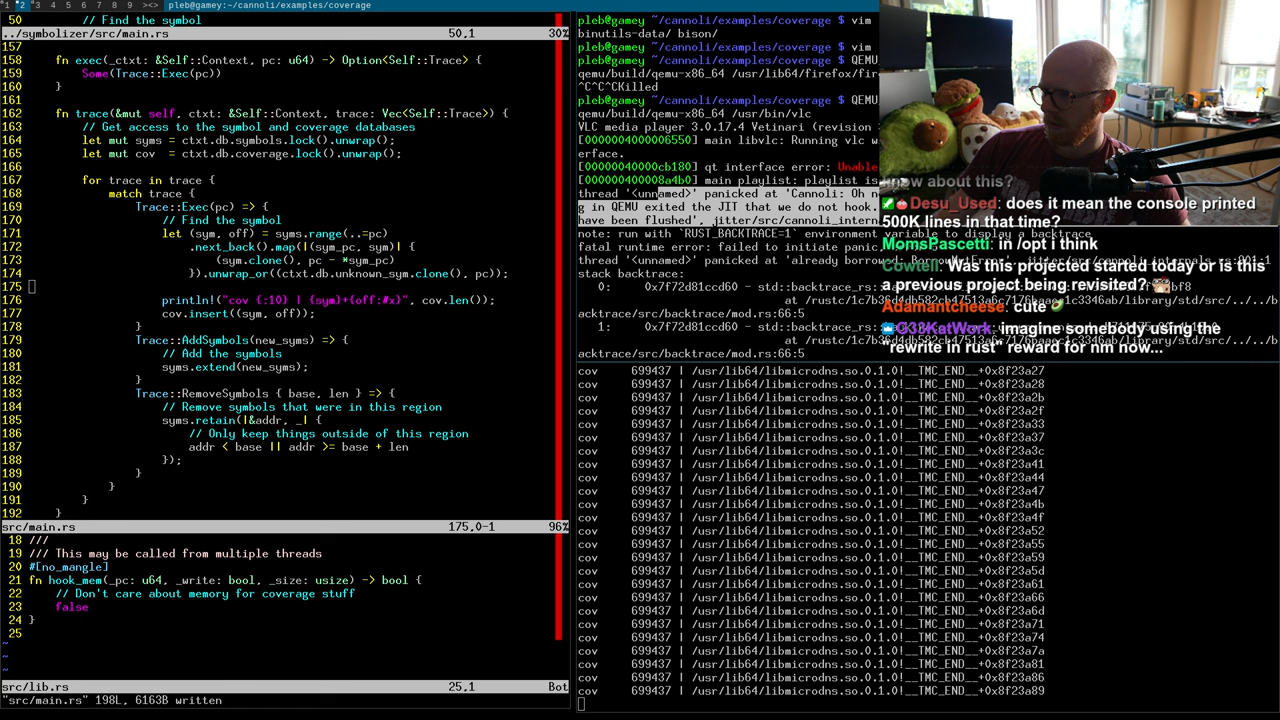 1 2 3 4 5 6 7 8 9 ><> pleb@gamey:/cannoli/examples/coverage
50 // Find the symbol
../symbolizer/src/main.rs 50,1 30%
157
158 fn exec(_ctxt: &Self::Context, pc: u64) -> Option<Self::Trace> {
159 Some(Trace::Exec(pc))
160 }
161
162 fn trace(&mut self, ctxt: &Self::Context, trace: Vec<Self::Trace>) {
163 // Get access to the symbol and coverage databases
164 let mut syms = ctxt.db.symbols.lock().unwrap();
165 let mut cov = ctxt.db.coverage.lock().unwrap();
166
167 for trace in trace {
168 match trace {
169 Trace::Exec(pc) => {
170 // Find the symbol
171 let (sym, off) = syms.range(..=pc)
172 .next_back().map(|(sym_pc, sym)| {
173 (sym.clone(), pc - *sym_pc)
174 }).unwrap_or((ctxt.db.unknown_sym.clone(), pc));
175
176 println!("cov {:10} | {sym}+{off:#x}", cov.len());
177 cov.insert((sym, off));
178 }
179 Trace::AddSymbols(new_syms) => {
180 // Add the symbols
181 syms.extend(new_syms);
182 }
183 Trace::RemoveSymbols { base, len } => {
184 // Remove symbols that were in this region
185 syms.retain(|&addr, _| {
186 // Only keep things outside of this region
187 addr < base || addr >= base + len
188 });
189 }
190 }
191 }
192 }
src/main.rs 175,0-1 96%
18 ///
19 /// This may be called from multiple threads
20 #[no_mangle]
21 fn hook_mem(_pc: u64, _write: bool, _size: usize) -> bool {
22 // Don't care about memory for coverage stuff
23 false
24 }
25
~
~
~
src/lib.rs 25,1 Bot
"src/main.rs" 198L, 6163B written
pleb@gamey ~/cannoli/examples/coverage $ vim
binutils-data/ bison/
pleb@gamey ~/cannoli/examples/coverage $ vim
pleb@gamey ~/cannoli/examples/coverage $ QEMU
qemu/build/qemu-x86_64 /usr/lib64/firefox/fir
^C^C^CKilled
pleb@gamey ~/cannoli/examples/coverage $ QEM
qemu/build/qemu-x86_64 /usr/bin/vlc
VLC media player 3.0.17.4 Vetinari (revision
[0000004000006550] main libvlc: Running vlc w
erface.
[00000040000cb180] qt interface error: Unable
[000000400008a4b0] main playlist: playlist is
thread '<unnamed>' panicked at 'Cannoli: Oh n
g in QEMU exited the JIT that we do not hook.
have been flushed', jitter/src/cannoli_intern
note: run with `RUST_BACKTRACE=1` environment variable to display a backtrace
fatal runtime error: failed to initiate panic,
thread '<unnamed>' panicked at 'already borrowed:
stack backtrace:
0: 0x7f72d81ccd60 - std::backtrace_rs::
at /rustc/1c7b36d4db582cb47513a6c7176baaec1c3346ab/library/std/src/../../b
acktrace/src/backtrace/mod.rs:66:5
1: 0x7f72d81ccd60 - std::backtrace_rs::
at /rustc/1c7b36d4db582cb47513a6c7176baaec1c3346ab/library/std/src/../../b
acktrace/src/backtrace/mod.rs:66:5
know about this?
Desu_Used: does it mean the console printed
500K lines in that time?
MomsPascetti: in /opt i think
Cowtell: Was this projected started today or is this
a previous project being revisited?
Adamantcheese: cute
G33KatWork: imagine somebody using the
"rewrite in rust" reward for nm now...
cov 699437 | /usr/lib64/libmicrodns.so.0.1.0!__TMC_END__+0x8f23a27
cov 699437 | /usr/lib64/libmicrodns.so.0.1.0!__TMC_END__+0x8f23a28
cov 699437 | /usr/lib64/libmicrodns.so.0.1.0!__TMC_END__+0x8f23a2b
cov 699437 | /usr/lib64/libmicrodns.so.0.1.0!__TMC_END__+0x8f23a2f
cov 699437 | /usr/lib64/libmicrodns.so.0.1.0!__TMC_END__+0x8f23a33
cov 699437 | /usr/lib64/libmicrodns.so.0.1.0!__TMC_END__+0x8f23a37
cov 699437 | /usr/lib64/libmicrodns.so.0.1.0!__TMC_END__+0x8f23a3c
cov 699437 | /usr/lib64/libmicrodns.so.0.1.0!__TMC_END__+0x8f23a41
cov 699437 | /usr/lib64/libmicrodns.so.0.1.0!__TMC_END__+0x8f23a44
cov 699437 | /usr/lib64/libmicrodns.so.0.1.0!__TMC_END__+0x8f23a47
cov 699437 | /usr/lib64/libmicrodns.so.0.1.0!__TMC_END__+0x8f23a4b
cov 699437 | /usr/lib64/libmicrodns.so.0.1.0!__TMC_END__+0x8f23a4f
cov 699437 | /usr/lib64/libmicrodns.so.0.1.0!__TMC_END__+0x8f23a52
cov 699437 | /usr/lib64/libmicrodns.so.0.1.0!__TMC_END__+0x8f23a55
cov 699437 | /usr/lib64/libmicrodns.so.0.1.0!__TMC_END__+0x8f23a59
cov 699437 | /usr/lib64/libmicrodns.so.0.1.0!__TMC_END__+0x8f23a5d
cov 699437 | /usr/lib64/libmicrodns.so.0.1.0!__TMC_END__+0x8f23a61
cov 699437 | /usr/lib64/libmicrodns.so.0.1.0!__TMC_END__+0x8f23a66
cov 699437 | /usr/lib64/libmicrodns.so.0.1.0!__TMC_END__+0x8f23a6d
cov 699437 | /usr/lib64/libmicrodns.so.0.1.0!__TMC_END__+0x8f23a71
cov 699437 | /usr/lib64/libmicrodns.so.0.1.0!__TMC_END__+0x8f23a74
cov 699437 | /usr/lib64/libmicrodns.so.0.1.0!__TMC_END__+0x8f23a7a
cov 699437 | /usr/lib64/libmicrodns.so.0.1.0!__TMC_END__+0x8f23a81
cov 699437 | /usr/lib64/libmicrodns.so.0.1.0!__TMC_END__+0x8f23a86
cov 699437 | /usr/lib64/libmicrodns.so.0.1.0!__TMC_END__+0x8f23a89